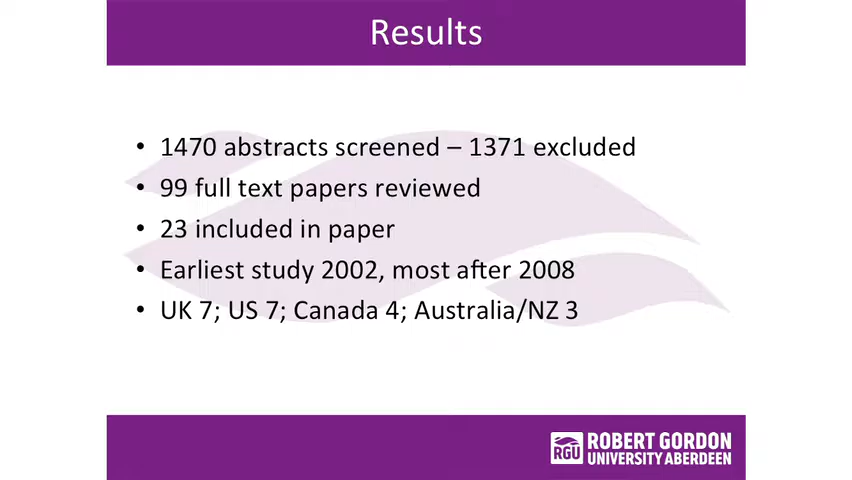 Results
• 1470 abstracts screened – 1371 excluded
• 99 full text papers reviewed
• 23 included in paper
• Earliest study 2002, most after 2008
• UK 7; US 7; Canada 4; Australia/NZ 3
RGU
ROBERT GORDON
UNIVERSITY ABERDEEN